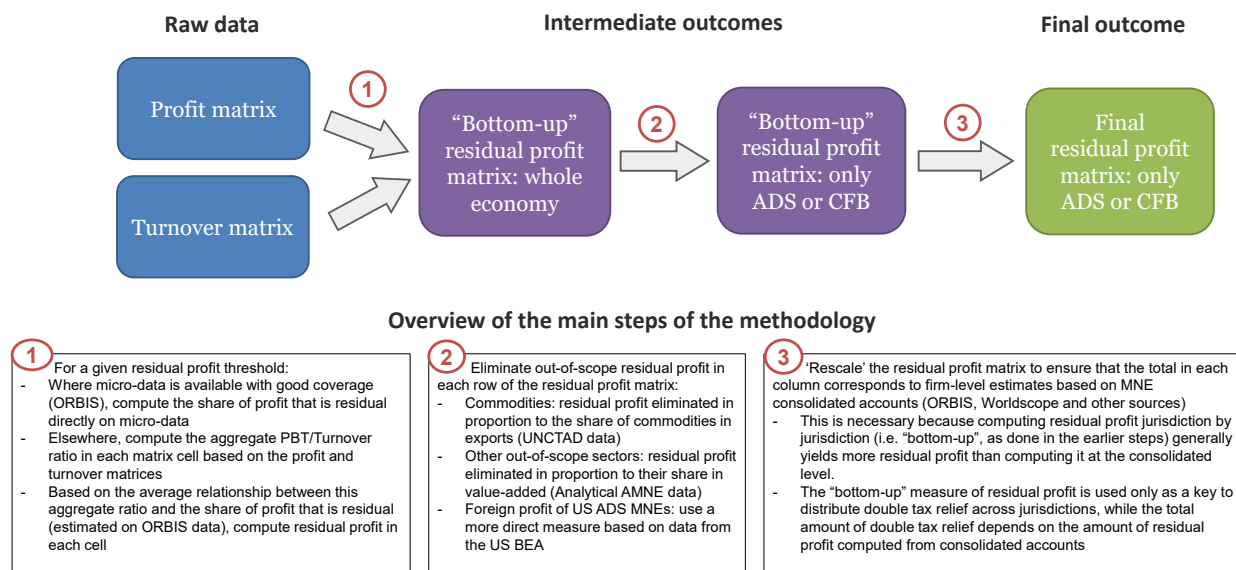 Raw data
Intermediate outcomes
Final outcome
Profit matrix
Turnover matrix
1
“Bottom-up”
residual profit
matrix: whole
economy
2
“Bottom-up”
residual profit
matrix: only
ADS or CFB
3
Final
residual profit
matrix: only
ADS or CFB
Overview of the main steps of the methodology
1
For a given residual profit threshold:
- Where micro-data is available with good coverage
(ORBIS), compute the share of profit that is residual
directly on micro-data
- Elsewhere, compute the aggregate PBT/Turnover
ratio in each matrix cell based on the profit and
turnover matrices
- Based on the average relationship between this
aggregate ratio and the share of profit that is residual
(estimated on ORBIS data), compute residual profit in
each cell
2
Eliminate out-of-scope residual profit in
each row of the residual profit matrix:
- Commodities: residual profit eliminated in
proportion to the share of commodities in
exports (UNCTAD data)
- Other out-of-scope sectors: residual profit
eliminated in proportion to their share in
value-added (Analytical AMNE data)
- Foreign profit of US ADS MNEs: use a
more direct measure based on data from
the US BEA
3
‘Rescale’ the residual profit matrix to ensure that the total in each
column corresponds to firm-level estimates based on MNE
consolidated accounts (ORBIS, Worldscope and other sources)
- This is necessary because computing residual profit jurisdiction by
jurisdiction (i.e. “bottom-up”, as done in the earlier steps) generally
yields more residual profit than computing it at the consolidated
level.
- The “bottom-up” measure of residual profit is used only as a key to
distribute double tax relief across jurisdictions, while the total
amount of double tax relief depends on the amount of residual
profit computed from consolidated accounts